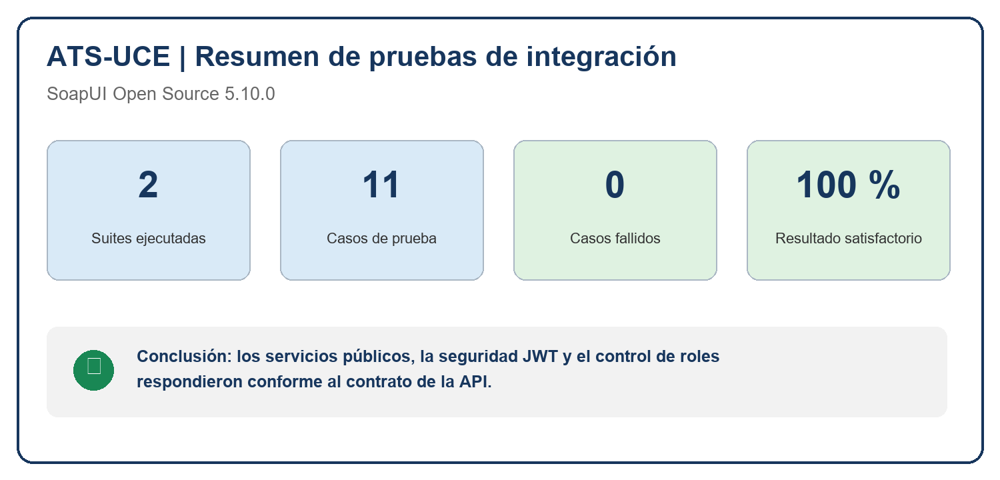 ATS-UCE | Resumen de pruebas de integración
SoapUI Open Source 5.10.0
2
Suites ejecutadas
11
Casos de prueba
0
Casos fallidos
100 %
Resultado satisfactorio
Conclusión: los servicios públicos, la seguridad JWT y el control de roles
respondieron conforme al contrato de la API.